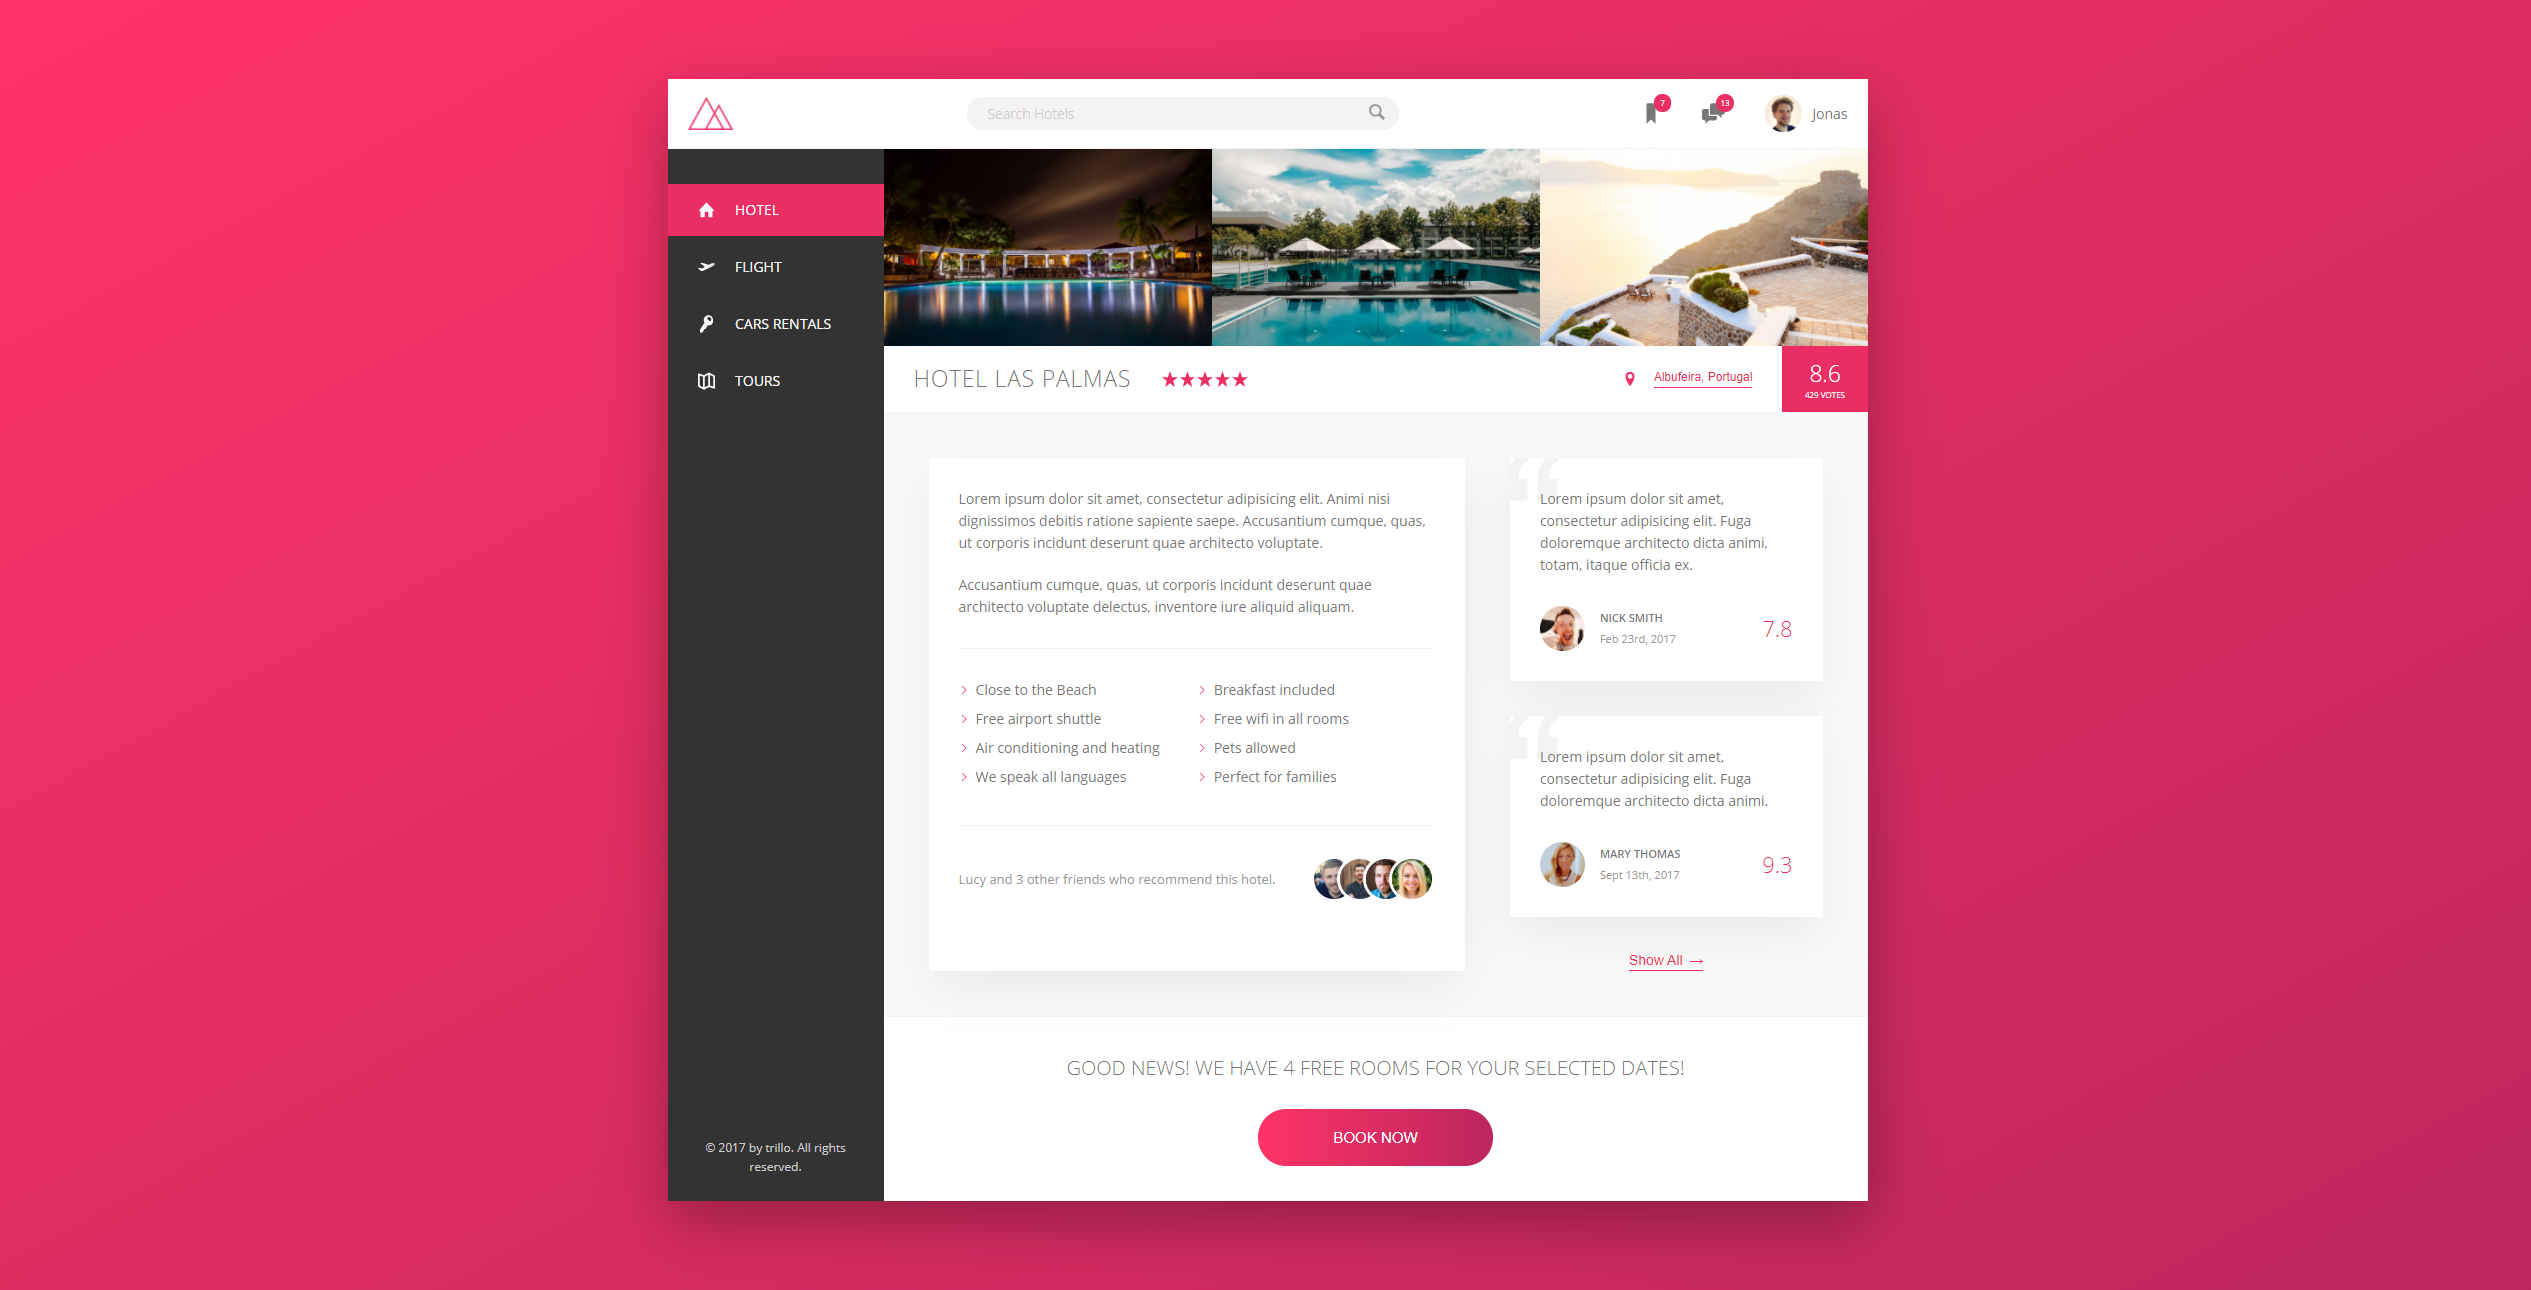 Search Hotels
7
13
Jonas
HOTEL
FLIGHT
CARS RENTALS
TOURS
© 2017 by trillo. All rights
reserved.
HOTEL LAS PALMAS
Albufeira, Portugal
8.6
429 VOTES
Lorem ipsum dolor sit amet, consectetur adipisicing elit. Animi nisi
dignissimos debitis ratione sapiente saepe. Accusantium cumque, quas,
ut corporis incidunt deserunt quae architecto voluptate.
Accusantium cumque, quas, ut corporis incidunt deserunt quae
architecto voluptate delectus, inventore iure aliquid aliquam.
Close to the Beach
Free airport shuttle
Air conditioning and heating
We speak all languages
Breakfast included
Free wifi in all rooms
Pets allowed
Perfect for families
Lucy and 3 other friends who recommend this hotel.
“
Lorem ipsum dolor sit amet,
consectetur adipisicing elit. Fuga
doloremque architecto dicta animi,
totam, itaque officia ex.
NICK SMITH
Feb 23rd, 2017
7.8
“
Lorem ipsum dolor sit amet,
consectetur adipisicing elit. Fuga
doloremque architecto dicta animi.
MARY THOMAS
Sept 13th, 2017
9.3
Show All →
GOOD NEWS! WE HAVE 4 FREE ROOMS FOR YOUR SELECTED DATES!
BOOK NOW